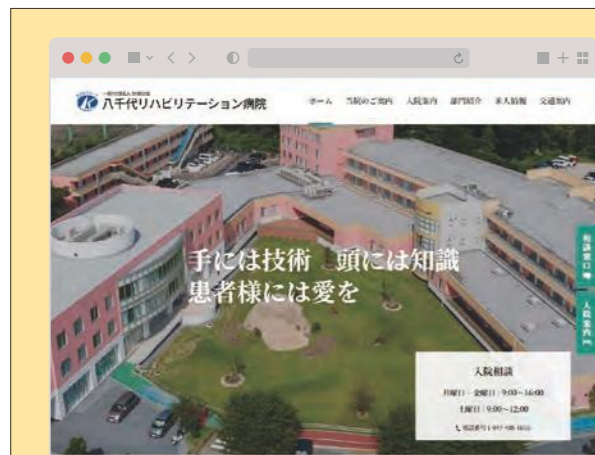 八千代リハビリテーション病院
ホーム 当院のご案内 入院案内 部門紹介 求人情報 交通案内
手には技術 頭には知識
患者様には愛を
相談窓口
入院案内
入院相談
月曜日～金曜日:9:00～16:00
土曜日:9:00～12:00
電話番号